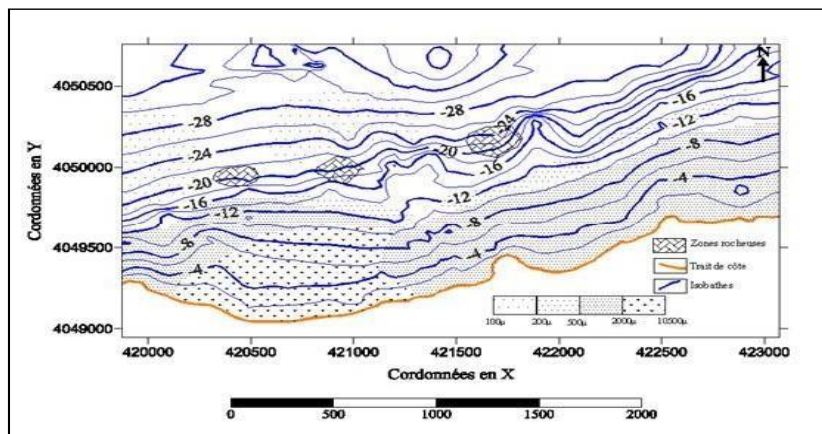 4050500
4050000
4049500
4049000
Cordonnées en Y
N
-28
-24
-20
-16
-12
-8
-4
-28
-24
-20
-16
-12
-8
-4
-16
-12
-8
-4
Zones rocheuses
Trait de côte
Isobathes
100µ 200µ 500µ 2000µ 10500µ
420000 420500 421000 421500 422000 422500 423000
Cordonnées en X
0 500 1000 1500 2000